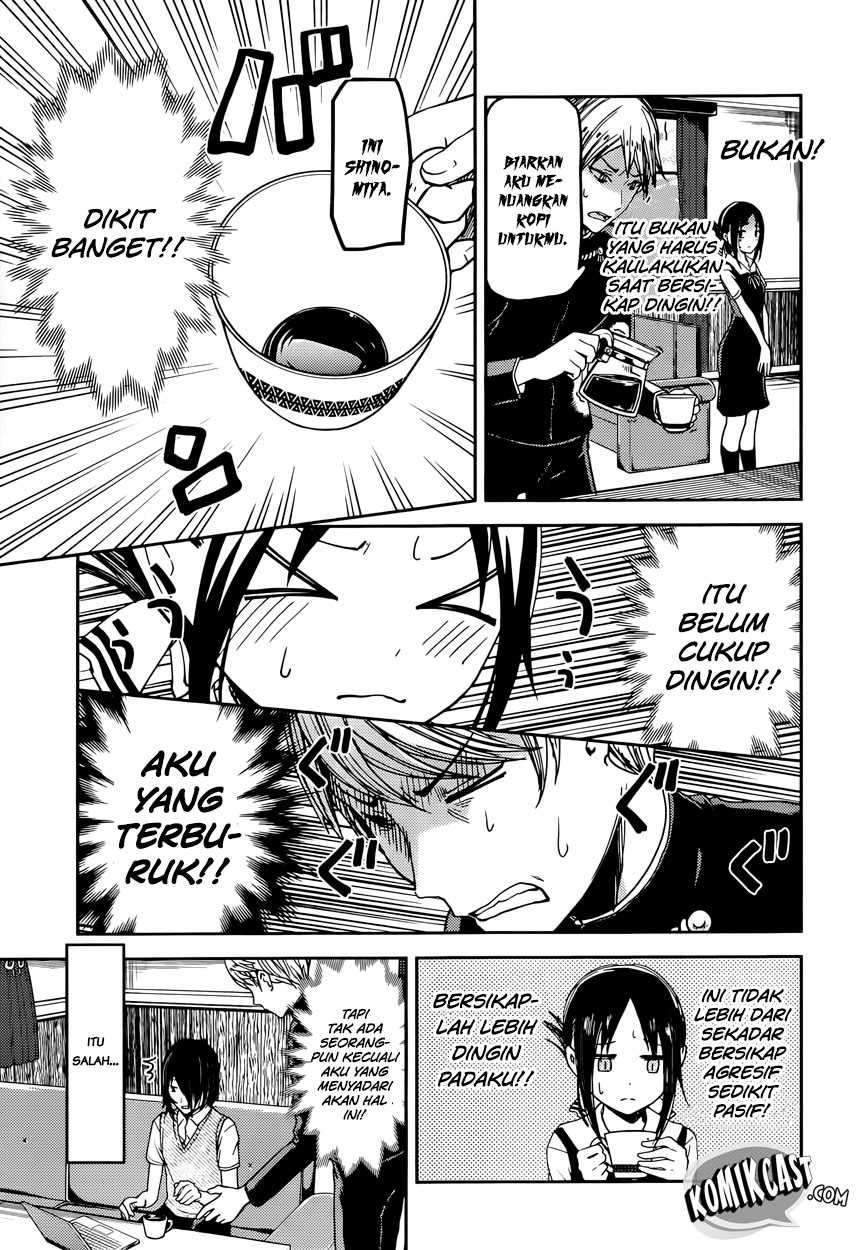 BUKAN!
BIARKAN
AKU ME-
NUANGKAN
KOPI
UNTUKMU.
ITU BUKAN
YANG HARUS
KAULAKUKAN
SAAT BERSI-
KAP DINGIN!!
INI
SHINO-
MIYA.
DIKIT
BANGET!!
ITU
BELUM
CUKUP
DINGIN!!
AKU
YANG
TERBU-
RUK!!
INI TIDAK
LEBIH DARI
SEKADAR
BERSIKAP
AGRESIF
SEDIKIT
PASIF!
BERSIKAP-
LAH LEBIH
DINGIN
PADAKU!!
TAPI
TAK ADA
SEORANG-
PUN KECUALI
AKU YANG
MENYADARI
AKAN HAL
INI!
ITU
SALAH...
KOMIKCAST
.COM